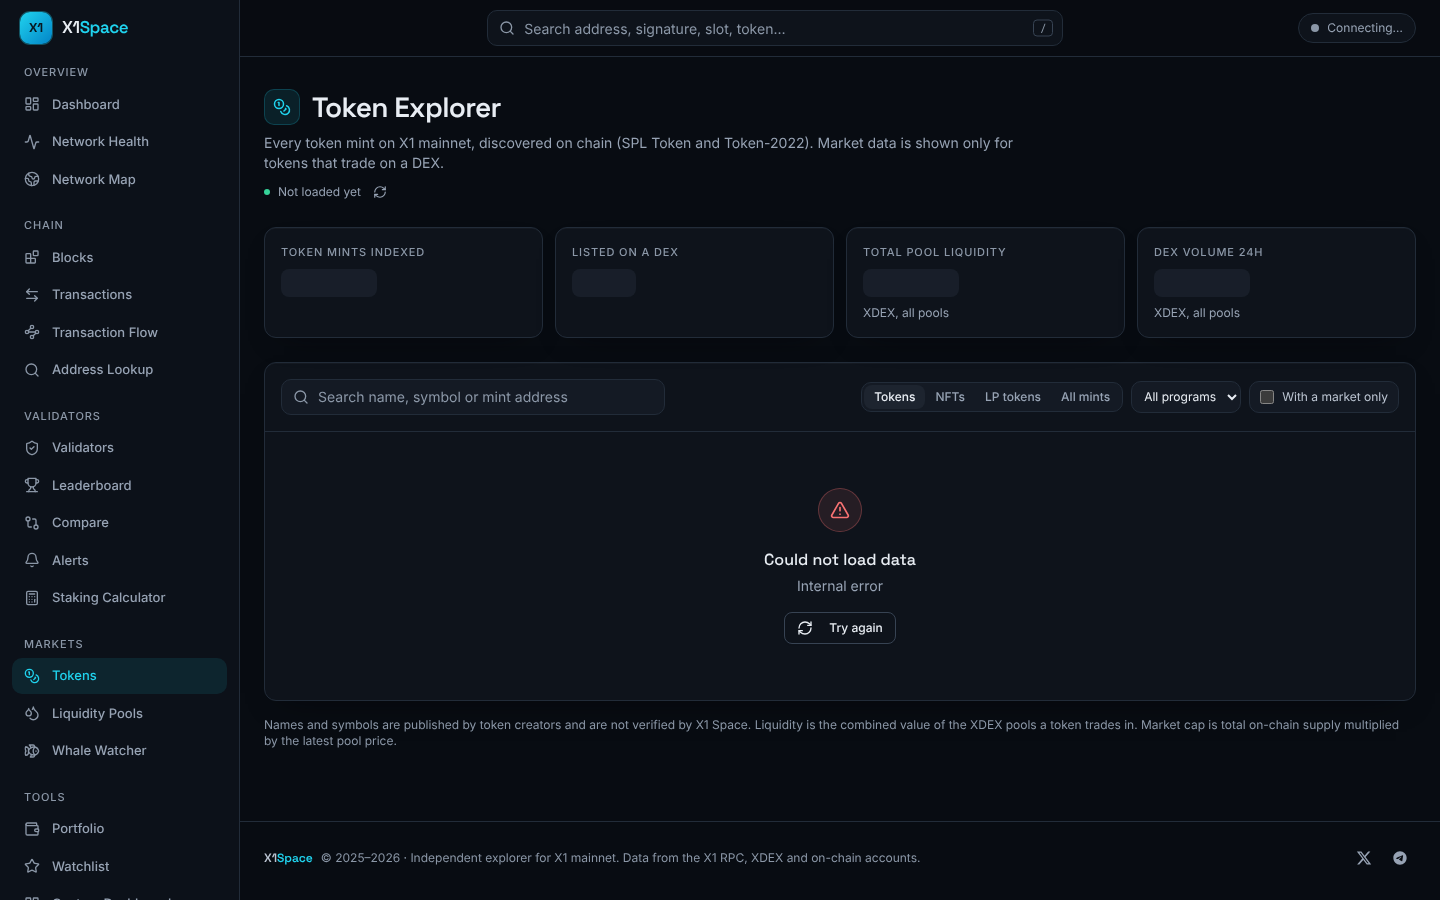 X1 X1Space
Search address, signature, slot, token...
/
Connecting...
OVERVIEW
Dashboard
Network Health
Network Map
CHAIN
Blocks
Transactions
Transaction Flow
Address Lookup
VALIDATORS
Validators
Leaderboard
Compare
Alerts
Staking Calculator
MARKETS
Tokens
Liquidity Pools
Whale Watcher
TOOLS
Portfolio
Watchlist
Token Explorer
Every token mint on X1 mainnet, discovered on chain (SPL Token and Token-2022). Market data is shown only for
tokens that trade on a DEX.
Not loaded yet
TOKEN MINTS INDEXED
LISTED ON A DEX
TOTAL POOL LIQUIDITY
XDEX, all pools
DEX VOLUME 24H
XDEX, all pools
Search name, symbol or mint address
Tokens NFTs LP tokens All mints
All programs
With a market only
Could not load data
Internal error
Try again
Names and symbols are published by token creators and are not verified by X1 Space. Liquidity is the combined value of the XDEX pools a token trades in. Market cap is total on-chain supply multiplied
by the latest pool price.
X1Space © 2025–2026 · Independent explorer for X1 mainnet. Data from the X1 RPC, XDEX and on-chain accounts.